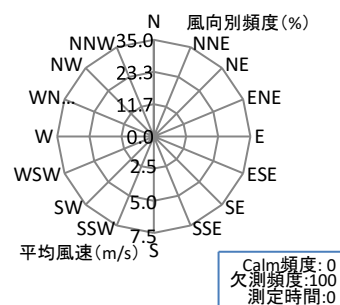 N
風向別頻度(%)
35.0
NNW
NNE
NW
23.3
NE
WN...
11.7
ENE
W
0.0
E
WSW
2.5
ESE
SW
5.0
SE
SSW
SSE
7.5
平均風速(m/s)
S
Calm頻度: 0
欠測頻度:100
測定時間:0